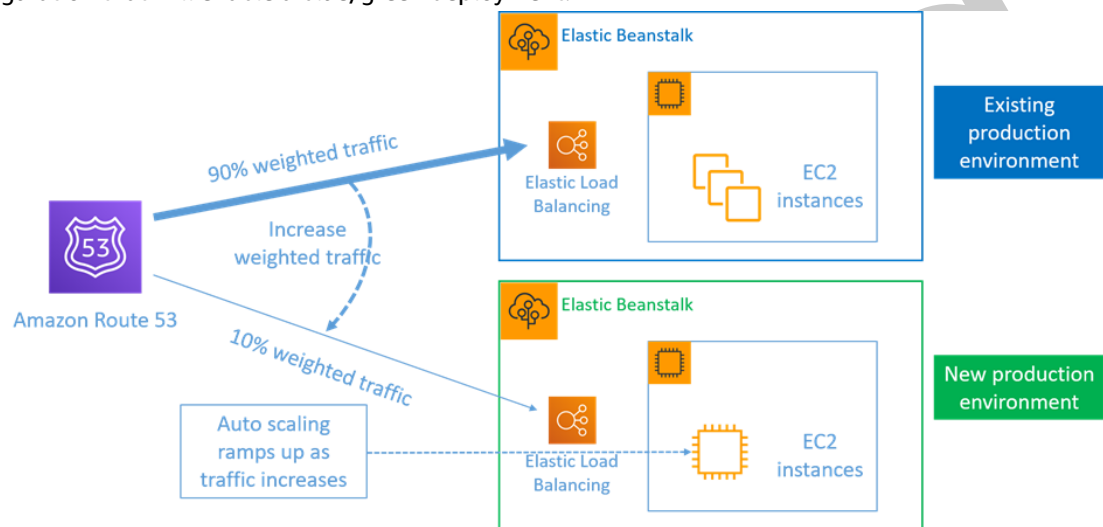 Elastic Beanstalk
90% weighted traffic
Existing
production
environment
Elastic Load
Balancing
EC2
instances
Increase
weighted traffic
53
Amazon Route 53
Elastic Beanstalk
10% weighted traffic
New production
environment
Auto scaling
ramps up as
traffic increases
Elastic Load
Balancing
EC2
instances